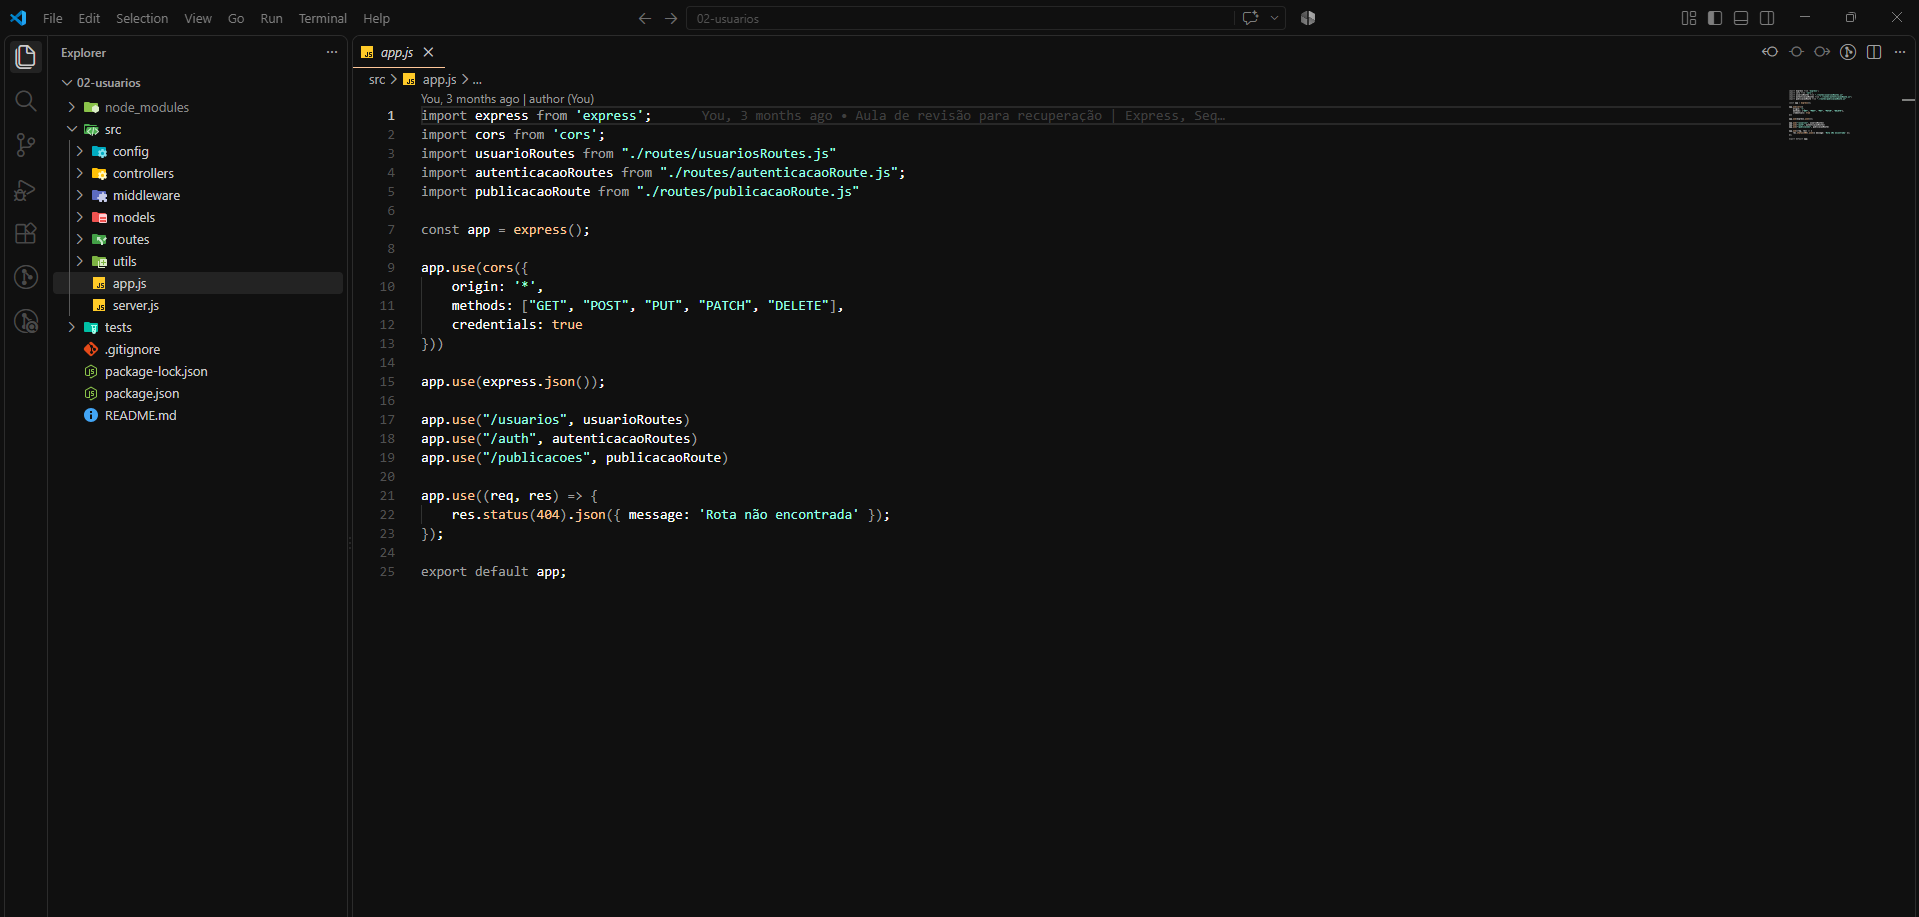 File Edit Selection View Go Run Terminal Help
02-usuarios
Explorer
02-usuarios
node_modules
src
config
controllers
middleware
models
routes
utils
app.js
server.js
tests
.gitignore
package-lock.json
package.json
README.md
app.js
src > app.js > ...
You, 3 months ago | author (You)
1 import express from 'express'; You, 3 months ago • Aula de revisão para recuperação | Express, Seq…
2 import cors from 'cors';
3 import usuarioRoutes from "./routes/usuariosRoutes.js"
4 import autenticacaoRoutes from "./routes/autenticacaoRoute.js";
5 import publicacaoRoute from "./routes/publicacaoRoute.js"
6
7 const app = express();
8
9 app.use(cors({
10 origin: '*',
11 methods: ["GET", "POST", "PUT", "PATCH", "DELETE"],
12 credentials: true
13 }))
14
15 app.use(express.json());
16
17 app.use("/usuarios", usuarioRoutes)
18 app.use("/auth", autenticacaoRoutes)
19 app.use("/publicacoes", publicacaoRoute)
20
21 app.use((req, res) => {
22 res.status(404).json({ message: 'Rota não encontrada' });
23 });
24
25 export default app;